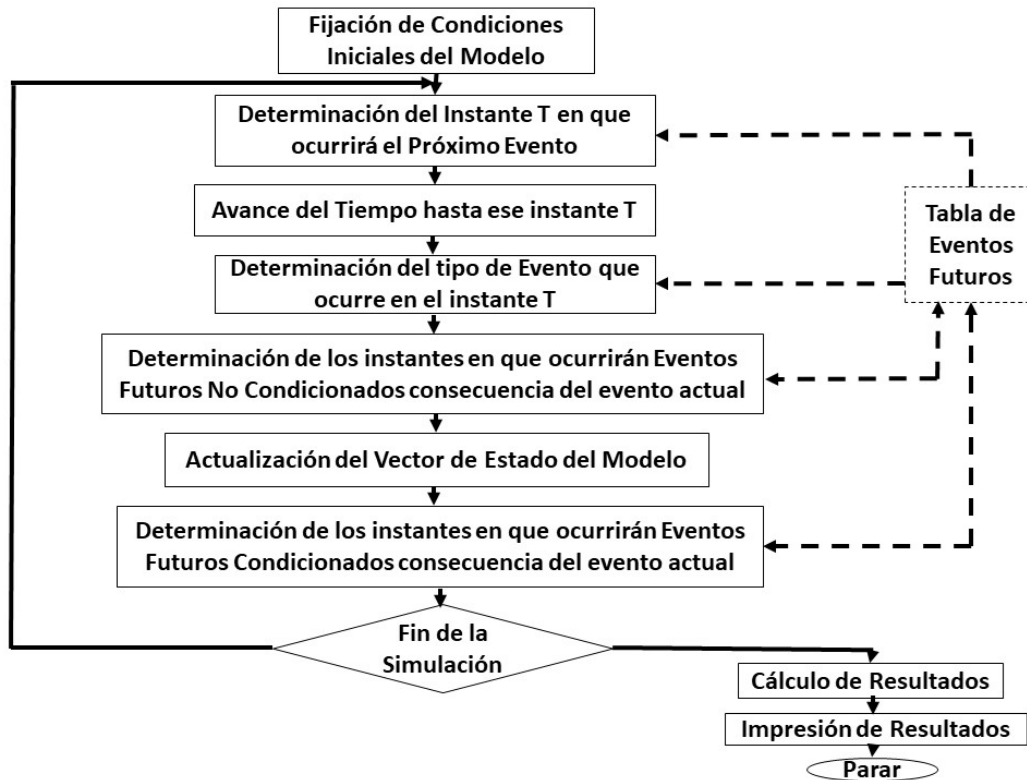 Fijación de Condiciones
Iniciales del Modelo
Determinación del Instante T en que
ocurrirá el Próximo Evento
Avance del Tiempo hasta ese instante T
Tabla de
Eventos
Futuros
Determinación del tipo de Evento que
ocurre en el instante T
Determinación de los instantes en que ocurrirán Eventos
Futuros No Condicionados consecuencia del evento actual
Actualización del Vector de Estado del Modelo
Determinación de los instantes en que ocurrirán Eventos
Futuros Condicionados consecuencia del evento actual
Fin de la
Simulación
Cálculo de Resultados
Impresión de Resultados
Parar